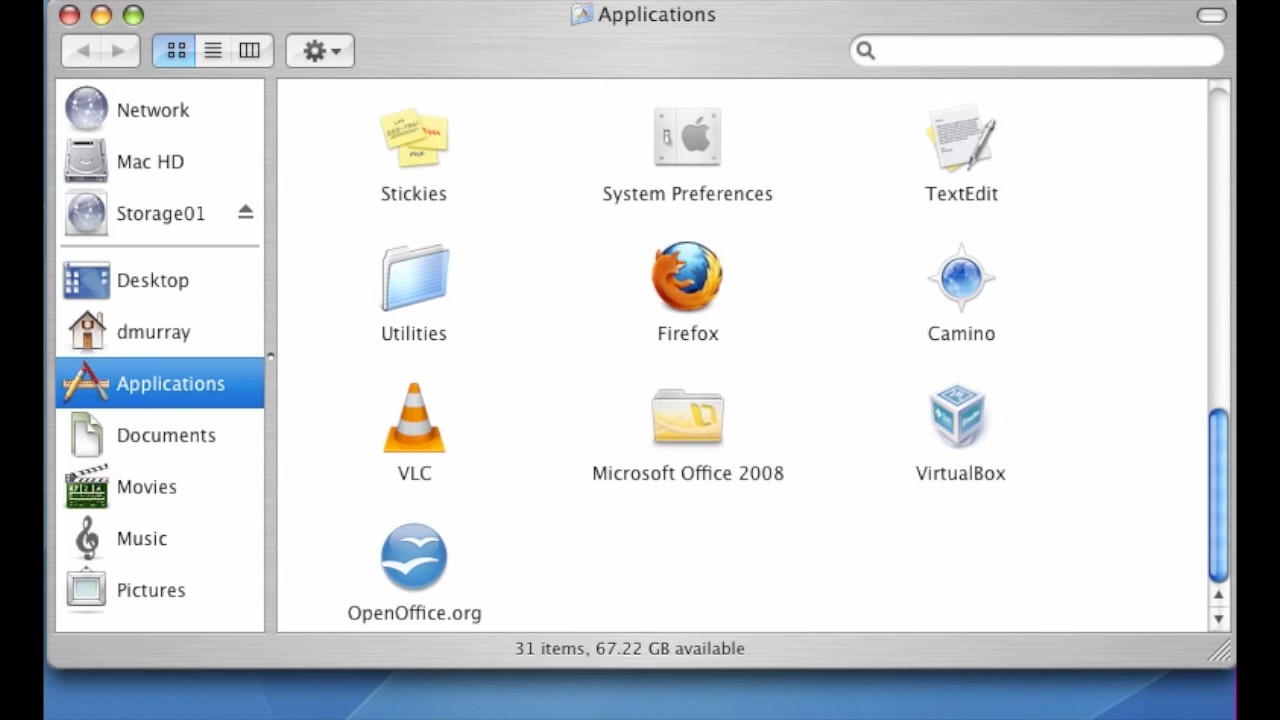 Applications
Network
Mac HD
Storage01
Desktop
dmurray
Applications
Documents
Movies
Music
Pictures
Stickies
System Preferences
TextEdit
Utilities
Firefox
Camino
VLC
Microsoft Office 2008
VirtualBox
OpenOffice.org
31 items, 67.22 GB available